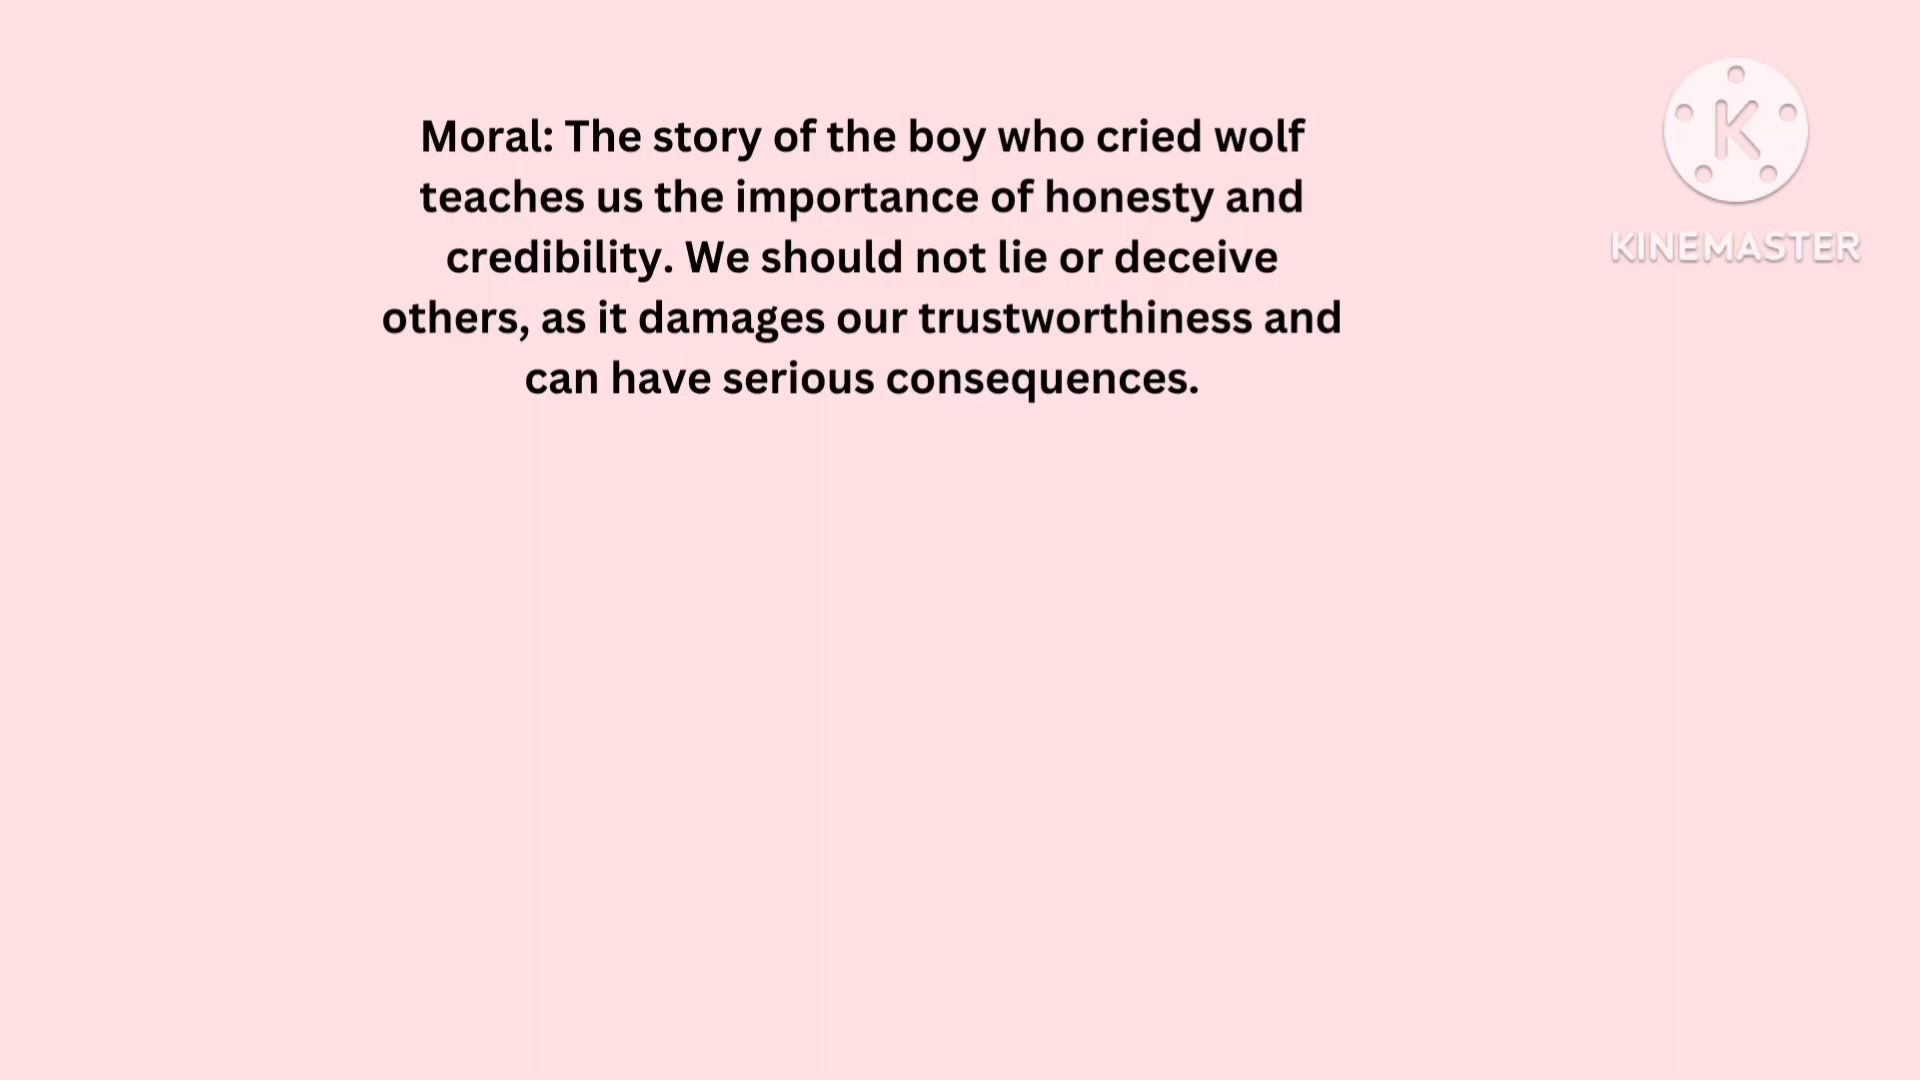 Moral: The story of the boy who cried wolf
teaches us the importance of honesty and
credibility. We should not lie or deceive
others, as it damages our trustworthiness and
can have serious consequences.
K
KINEMASTER